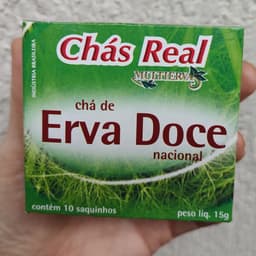 Chás Real
MULTIERVAS
INDÚSTRIA BRASILEIRA
chá de
Erva Doce
nacional
contém 10 saquinhos
peso líq. 15g